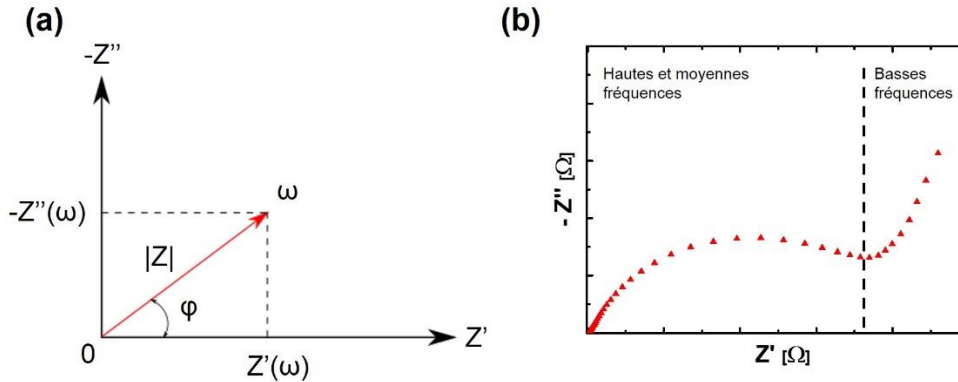 (a)
-Z''
-Z''(ω)
ω
|Z|
φ
0
Z'(ω)
Z'
(b)
Hautes et moyennes
fréquences
Basses
fréquences
- Z'' [Ω]
Z' [Ω]